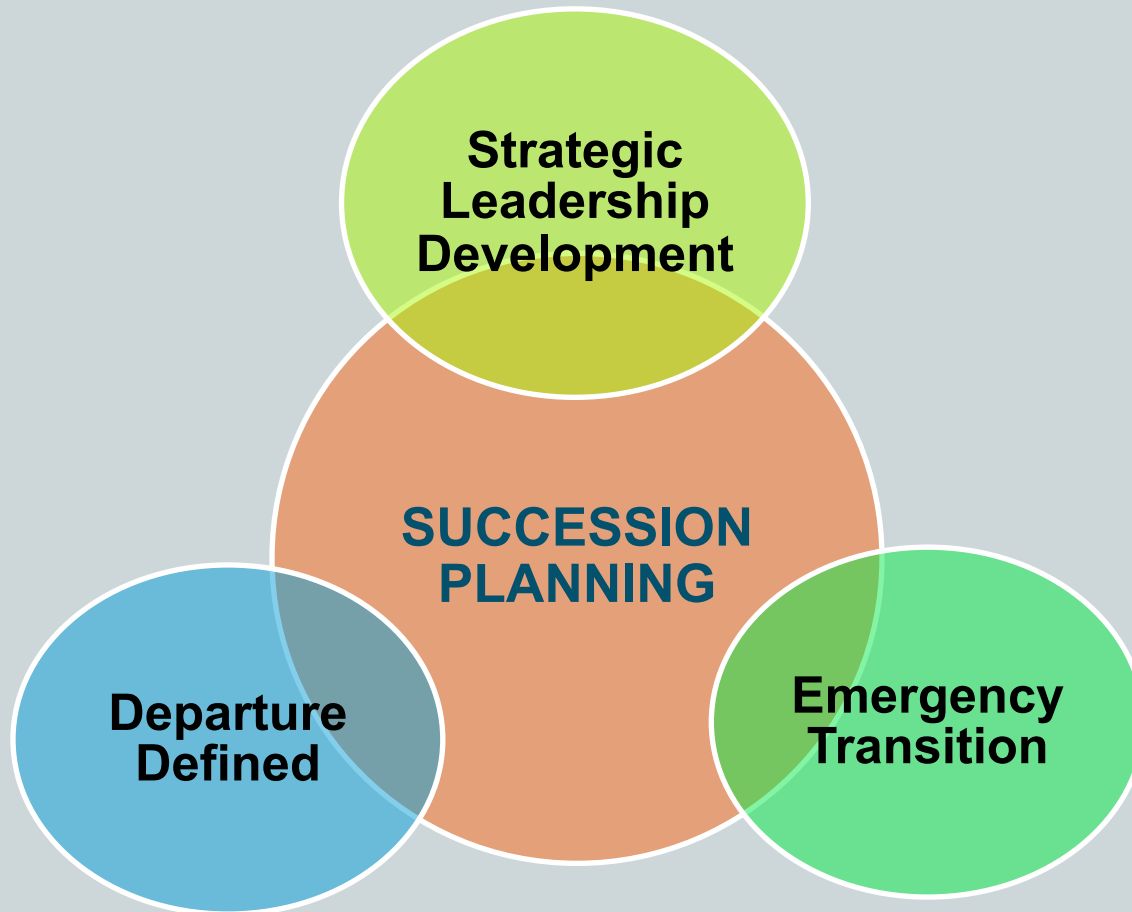 Strategic
Leadership
Development
SUCCESSION
PLANNING
Departure
Defined
Emergency
Transition